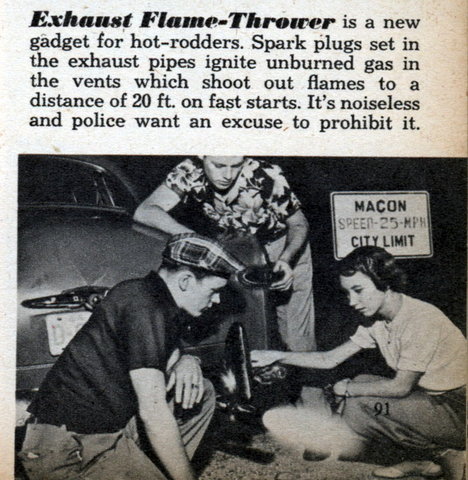 Exhaust Flame-Thrower is a new
gadget for hot-rodders. Spark plugs set in
the exhaust pipes ignite unburned gas in
the vents which shoot out flames to a
distance of 20 ft. on fast starts. It's noiseless
and police want an excuse to prohibit it.
MACON
SPEED-25-MPH
CITY LIMIT
91